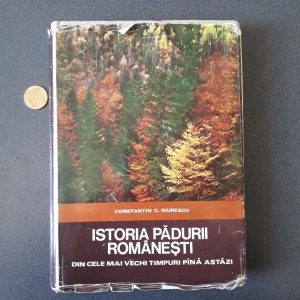 CONSTANTIN C. GIURESCU
ISTORIA PĂDURII
ROMÂNEȘTI
DIN CELE MAI VECHI TIMPURI PÎNĂ ASTĂZI